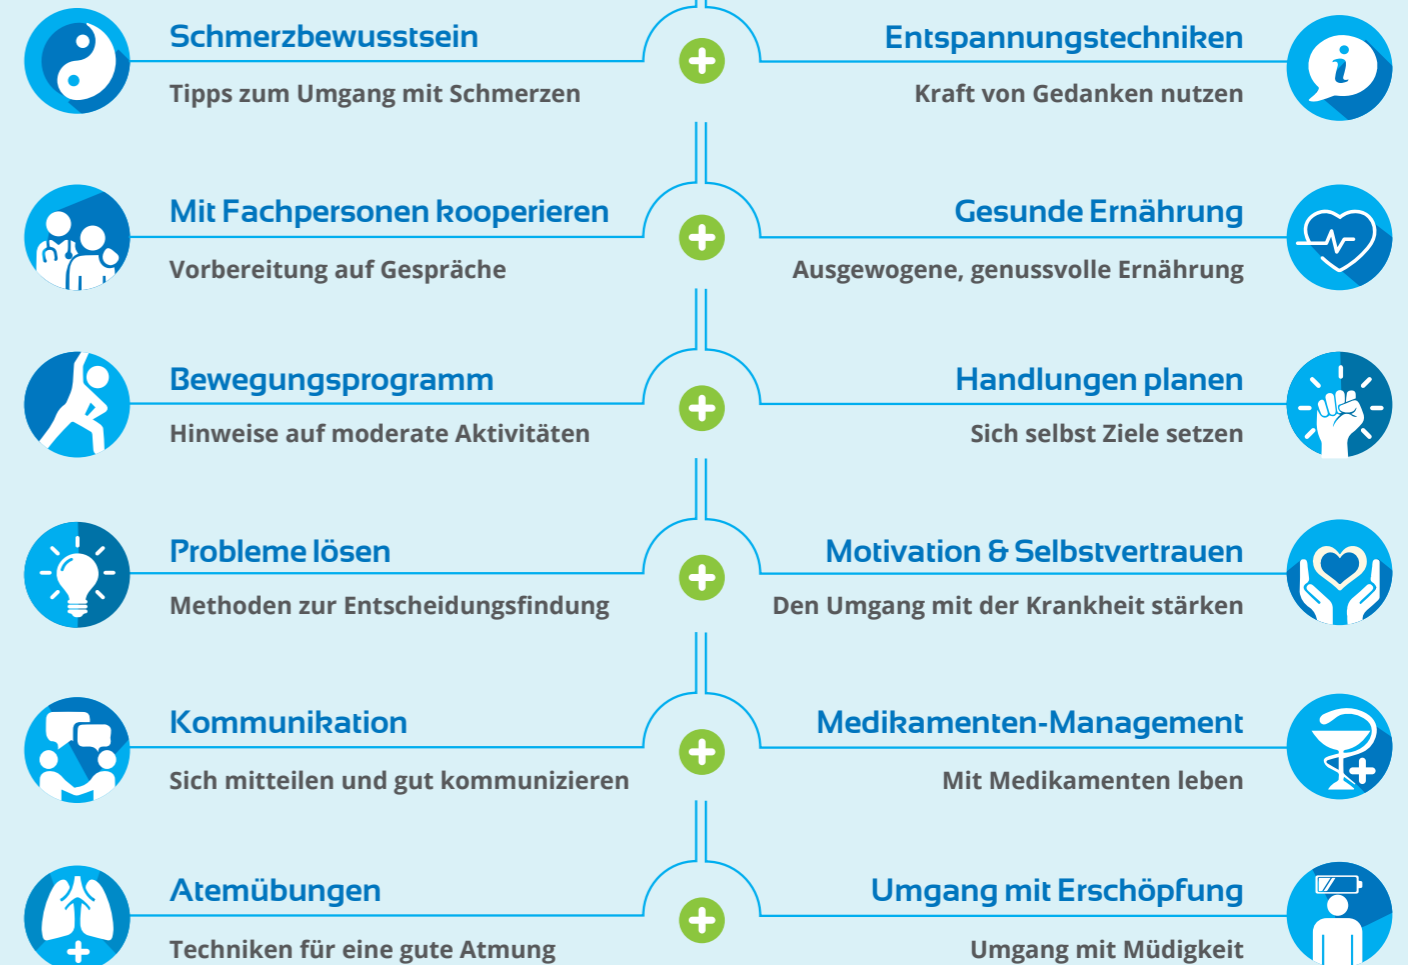 Schmerzbewusstsein
Tipps zum Umgang mit Schmerzen
Entspannungstechniken
Kraft von Gedanken nutzen
Mit Fachpersonen kooperieren
Vorbereitung auf Gespräche
Gesunde Ernährung
Ausgewogene, genussvolle Ernährung
Bewegungsprogramm
Hinweise auf moderate Aktivitäten
Handlungen planen
Sich selbst Ziele setzen
Probleme lösen
Methoden zur Entscheidungsfindung
Motivation & Selbstvertrauen
Den Umgang mit der Krankheit stärken
Kommunikation
Sich mitteilen und gut kommunizieren
Medikamenten-Management
Mit Medikamenten leben
Atemübungen
Techniken für eine gute Atmung
Umgang mit Erschöpfung
Umgang mit Müdigkeit